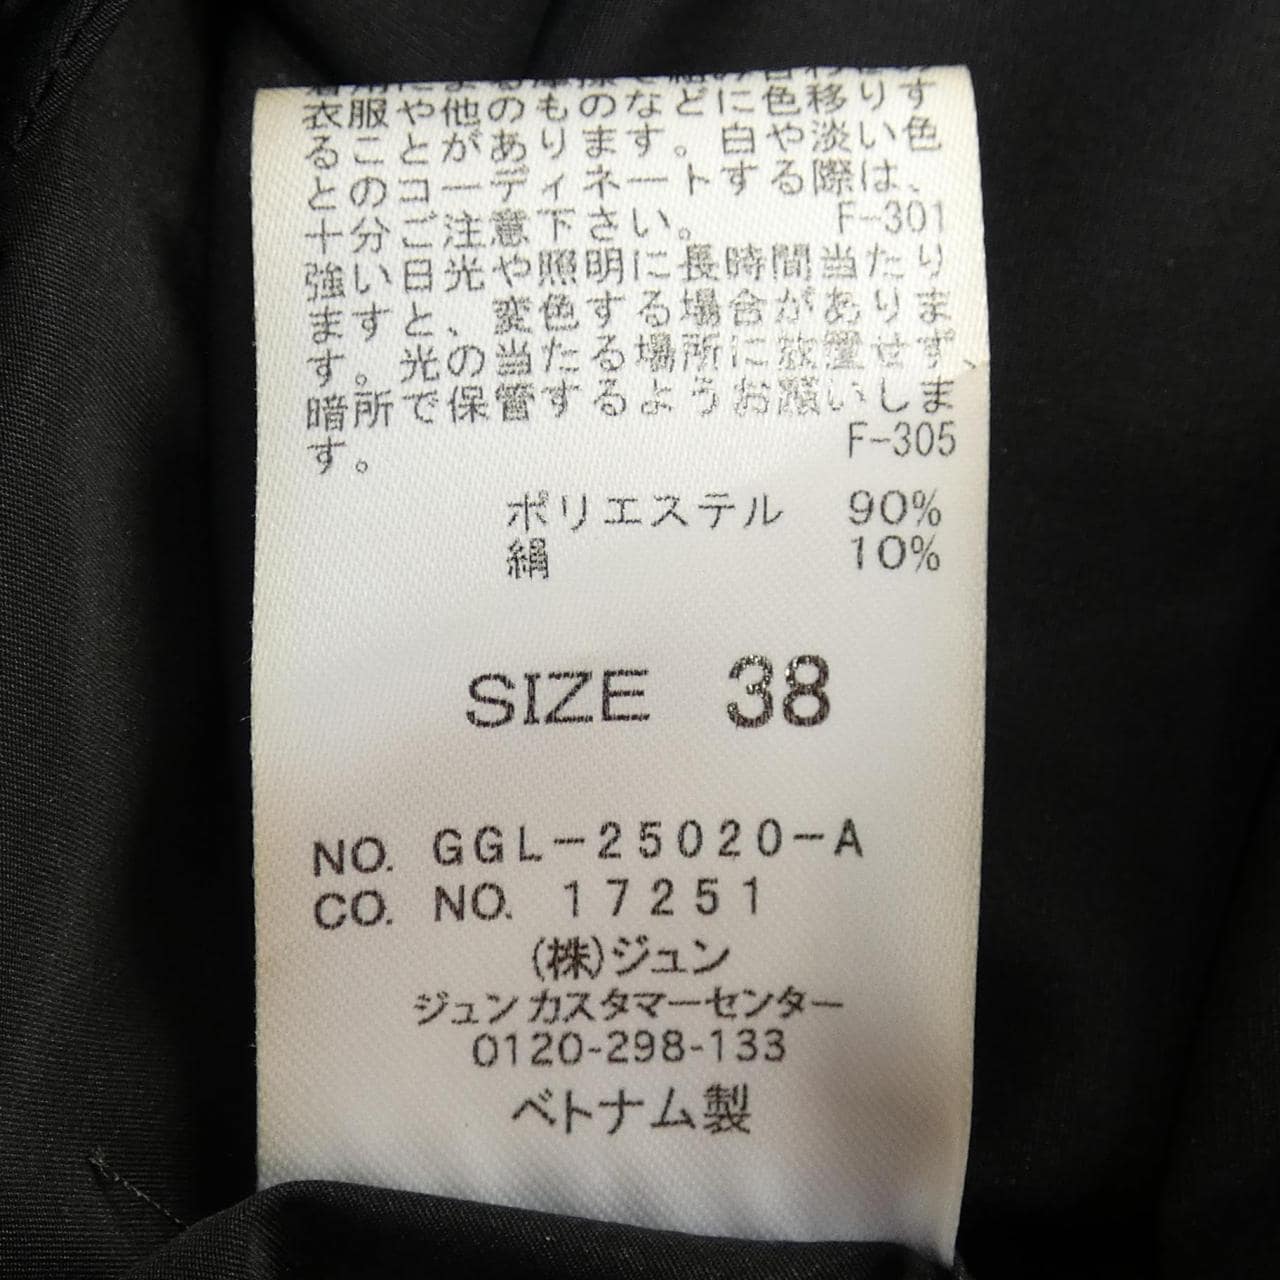 衣服や他のものなどに色移りす
ることがあります。白や淡い色
とのコーディネートする際は、
十分ご注意下さい。 F-301
強い日光や照明に長時間当たり
ますと、変色する場合がありま
す。光の当たる場所に放置せず、
暗所で保管するようお願いしま
す。 F-305
ポリエステル 90%
絹 10%
SIZE 38
NO. GGL-25020-A
CO. NO. 17251
(株)ジュン
ジュンカスタマーセンター
0120-298-133
ベトナム製